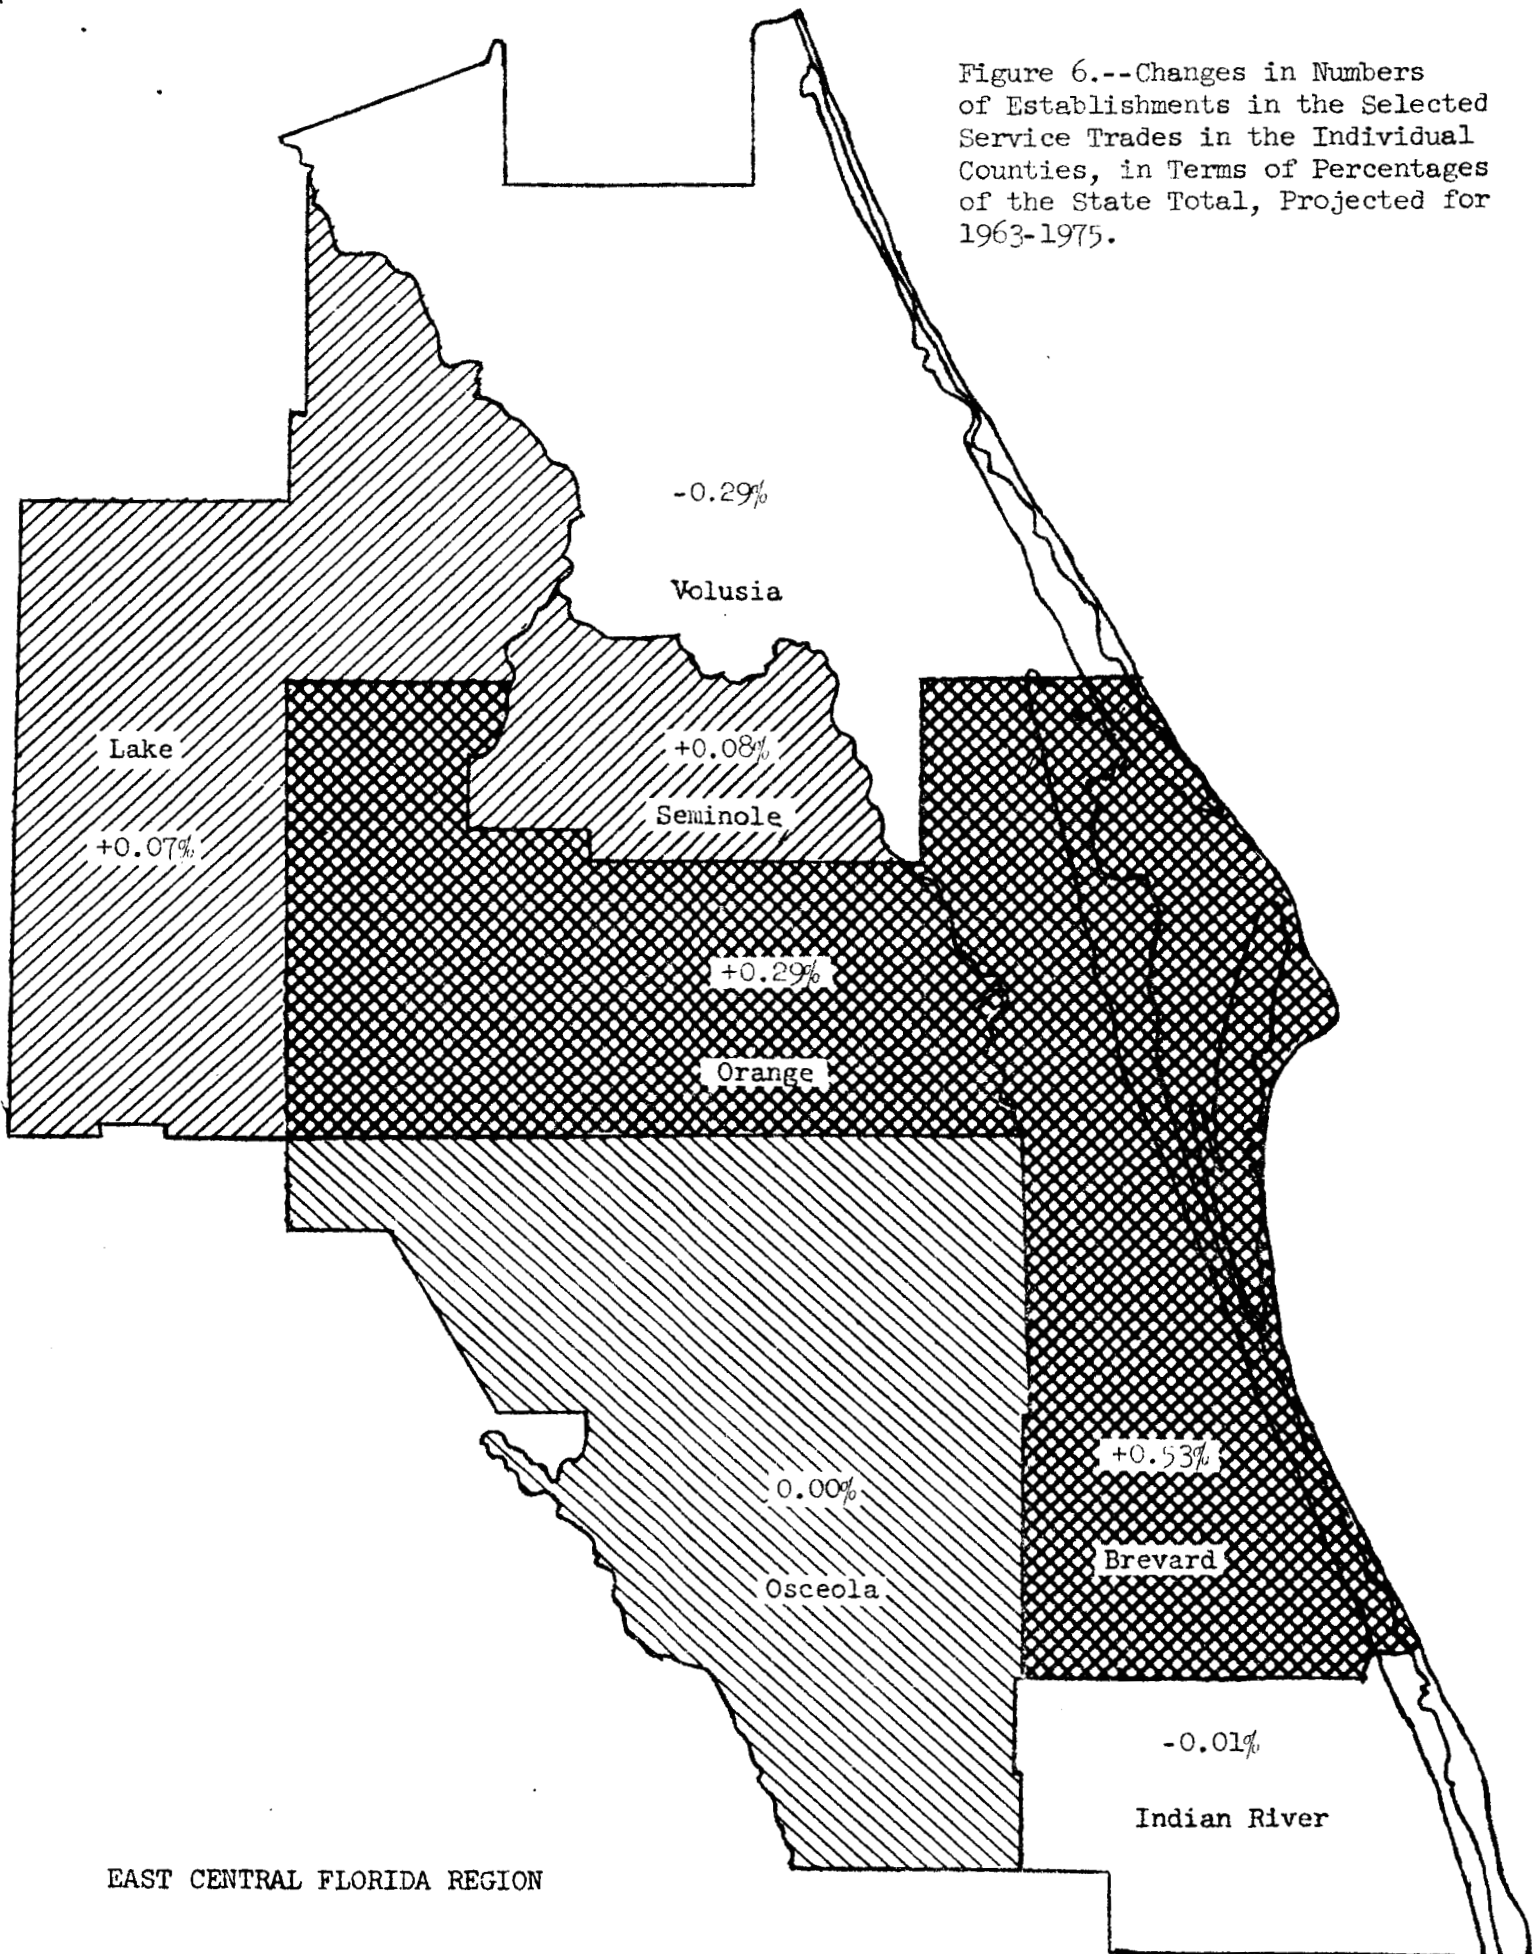 Figure 6.--Changes in Numbers
of Establishments in the Selected
Service Trades in the Individual
Counties, in Terms of Percentages
of the State Total, Projected for
1963-1975.
-0.29%
Volusia
Lake
+0.07%
+0.08%
Seminole
+0.29%
Orange
+0.53%
Brevard
0.00%
Osceola
-0.01%
Indian River
EAST CENTRAL FLORIDA REGION